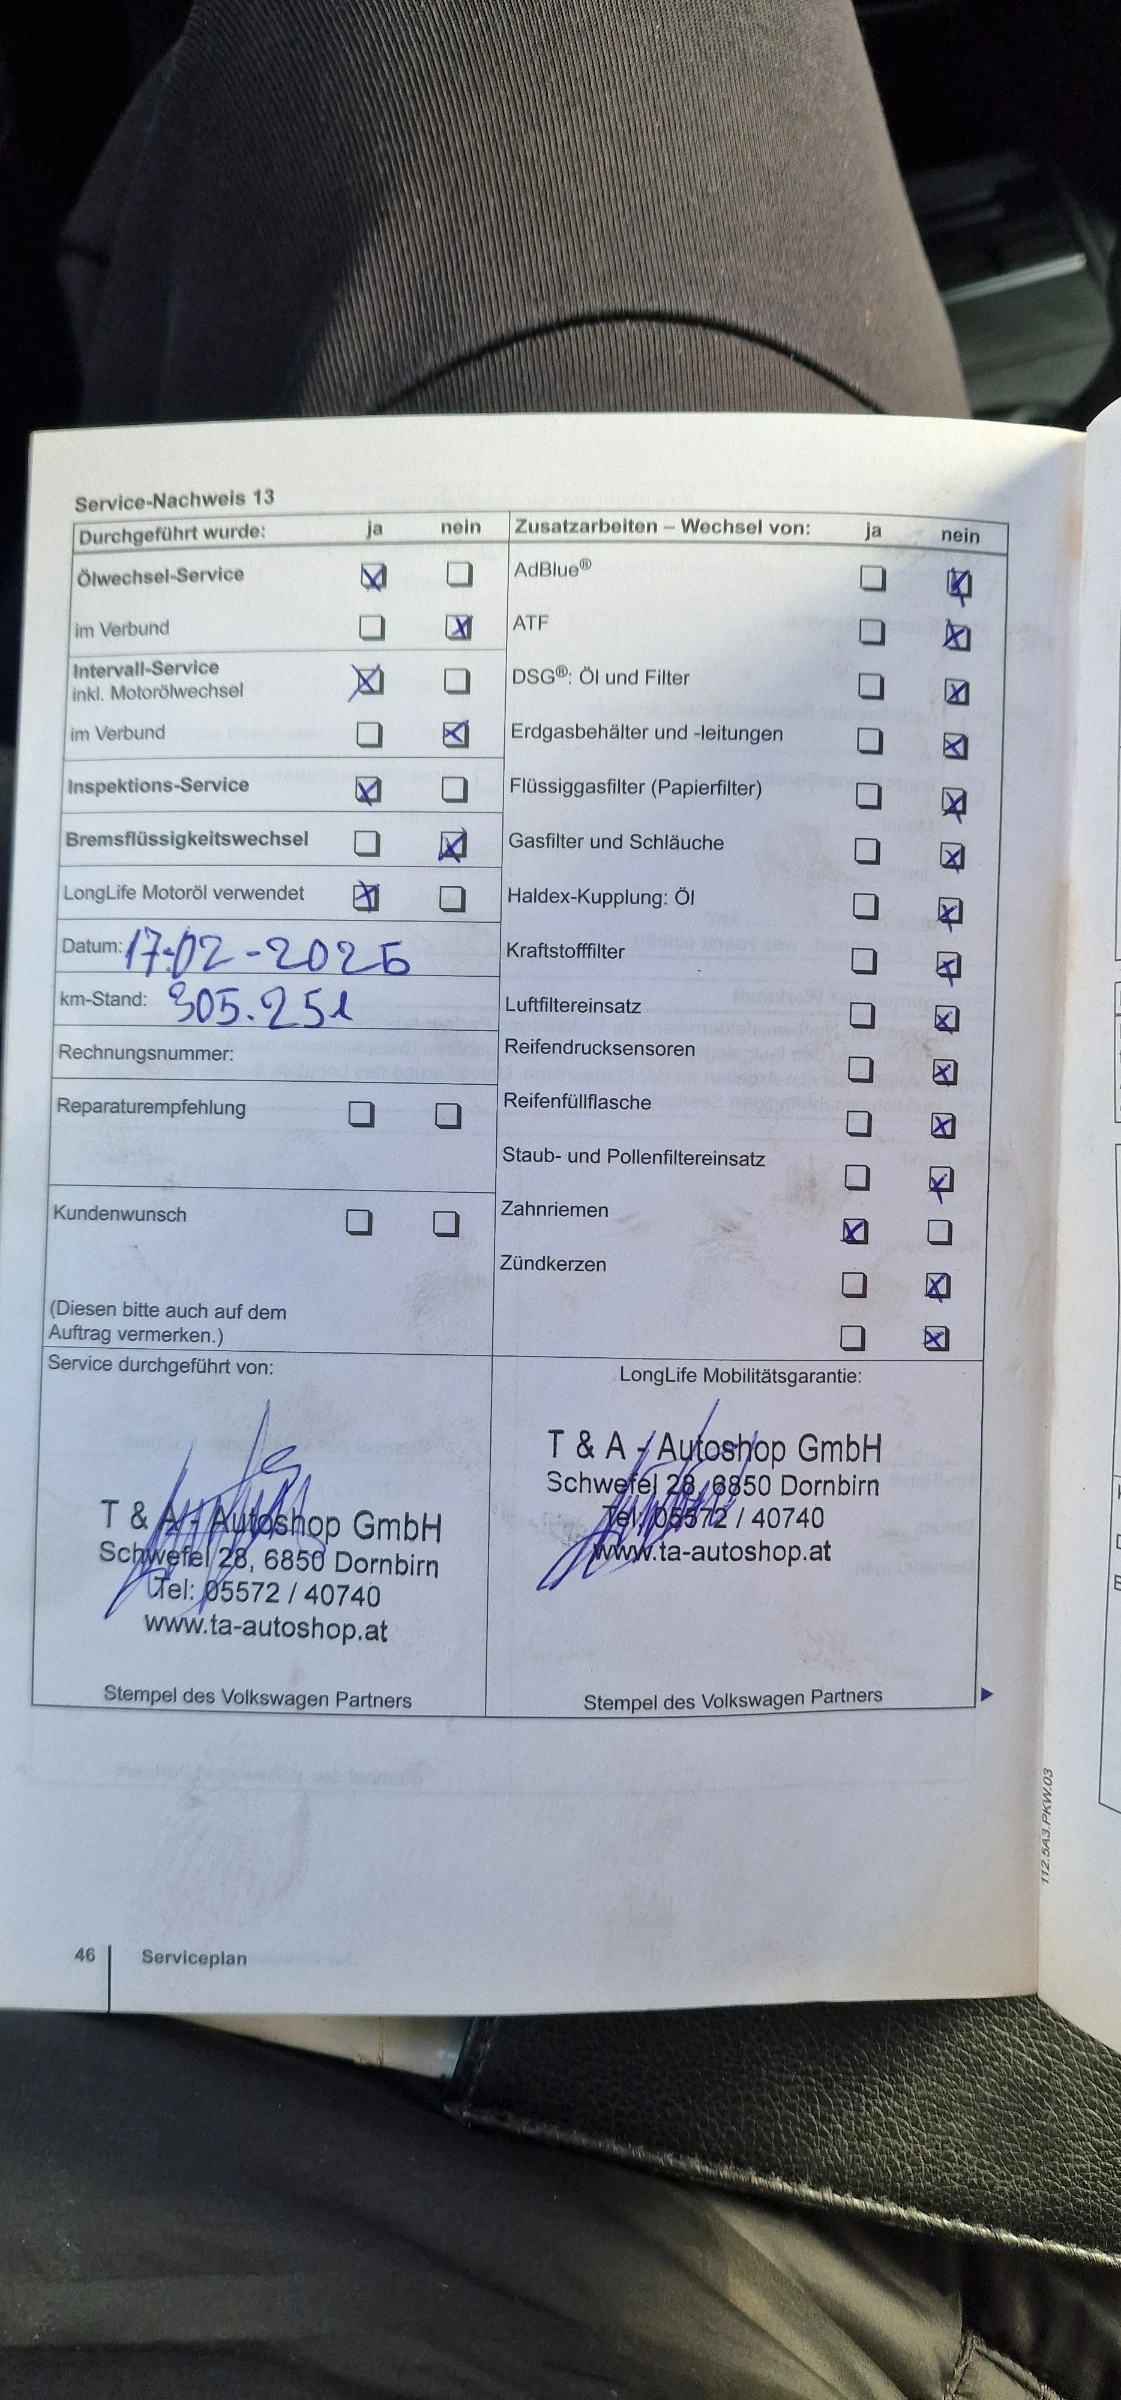 Service-Nachweis 13
Durchgeführt wurde: ja nein
Ölwechsel-Service
im Verbund
Intervall-Service
inkl. Motorölwechsel
im Verbund
Inspektions-Service
Bremsflüssigkeitswechsel
LongLife Motoröl verwendet
Datum: 17.02-2025
km-Stand: 305.251
Rechnungsnummer:
Reparaturempfehlung
Kundenwunsch
(Diesen bitte auch auf dem
Auftrag vermerken.)
Zusatzarbeiten – Wechsel von: ja nein
AdBlue®
ATF
DSG®: Öl und Filter
Erdgasbehälter und -leitungen
Flüssiggasfilter (Papierfilter)
Gasfilter und Schläuche
Haldex-Kupplung: Öl
Kraftstofffilter
Luftfiltereinsatz
Reifendrucksensoren
Reifenfüllflasche
Staub- und Pollenfiltereinsatz
Zahnriemen
Zündkerzen
Service durchgeführt von:
T & A - Autoshop GmbH
Schwefel 28, 6850 Dornbirn
Tel: 05572 / 40740
www.ta-autoshop.at
Stempel des Volkswagen Partners
LongLife Mobilitätsgarantie:
T & A - Autoshop GmbH
Schwefel 28, 6850 Dornbirn
Tel: 05572 / 40740
www.ta-autoshop.at
Stempel des Volkswagen Partners
112.5A3.PKW.03
46 Serviceplan